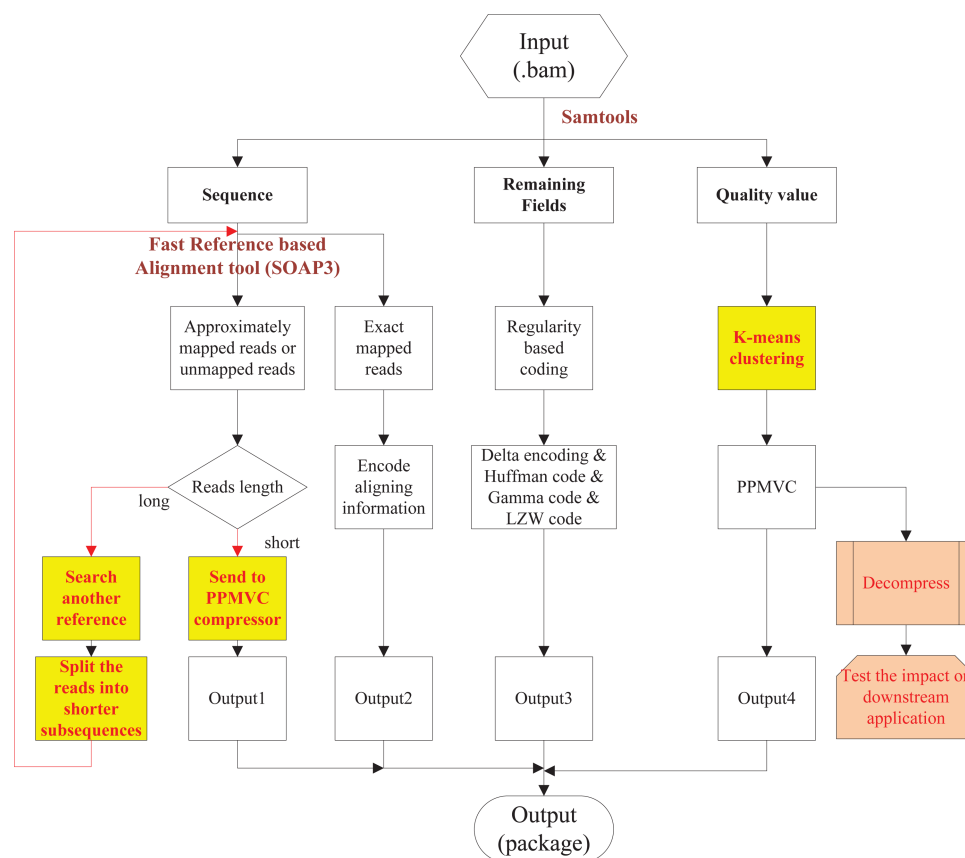 Input
(.bam)
Samtools
Sequence
Remaining
Fields
Quality value
Fast Reference based
Alignment tool (SOAP3)
Approximately
mapped reads or
unmapped reads
Exact
mapped
reads
Regularity
based
coding
K-means
clustering
Reads length
long
short
Encode
aligning
information
Delta encoding &
Huffman code &
Gamma code &
LZW code
PPMVC
Search
another
reference
Send to
PPMVC
compressor
Decompress
Split the
reads into
shorter
subsequences
Output1
Output2
Output3
Output4
Test the impact on
downstream
application
Output
(package)